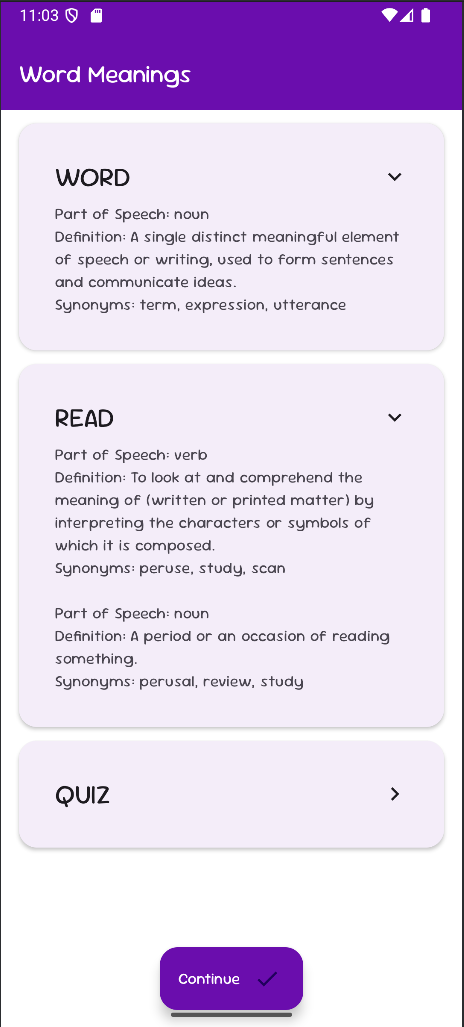 11:03
Word Meanings
WORD
Part of Speech: noun
Definition: A single distinct meaningful element
of speech or writing, used to form sentences
and communicate ideas.
Synonyms: term, expression, utterance
READ
Part of Speech: verb
Definition: To look at and comprehend the
meaning of (written or printed matter) by
interpreting the characters or symbols of
which it is composed.
Synonyms: peruse, study, scan
Part of Speech: noun
Definition: A period or an occasion of reading
something.
Synonyms: perusal, review, study
QUIZ
Continue